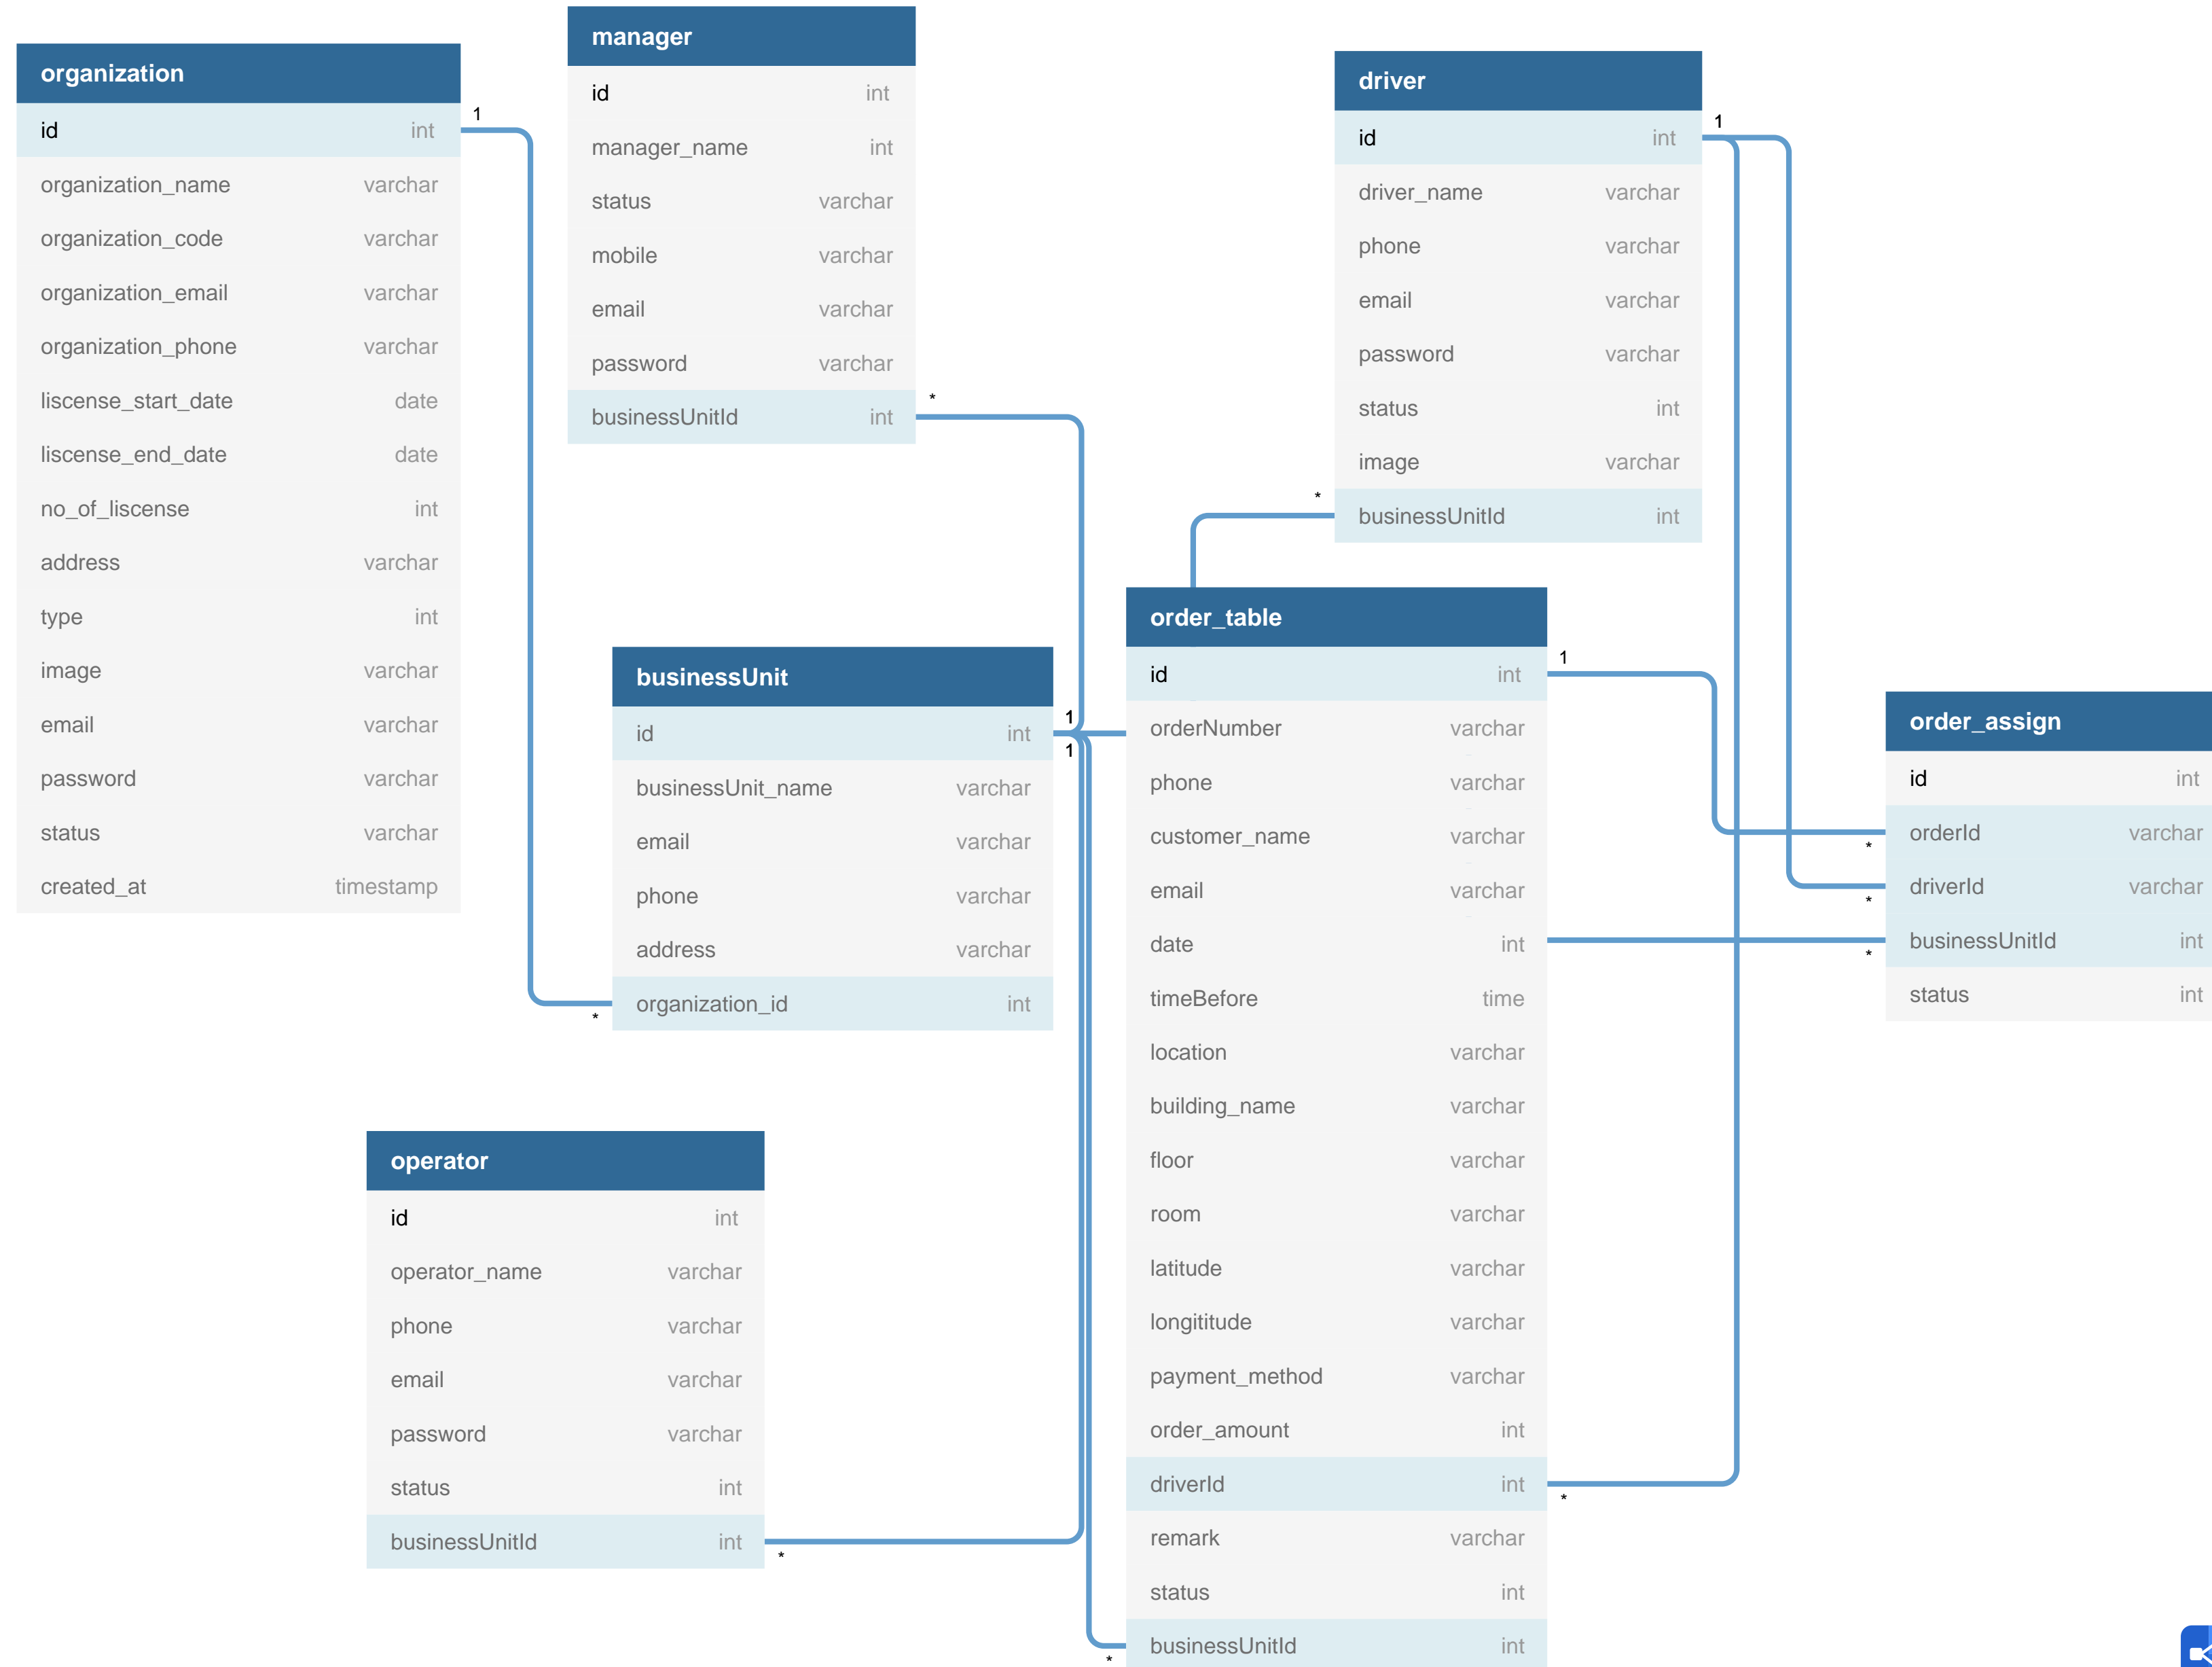 organization
id int
organization_name varchar
organization_code varchar
organization_email varchar
organization_phone varchar
liscense_start_date date
liscense_end_date date
no_of_liscense int
address varchar
type int
image varchar
email varchar
password varchar
status varchar
created_at timestamp
1
*
manager
id int
manager_name int
status varchar
mobile varchar
email varchar
password varchar
businessUnitId int
*
driver
id int
driver_name varchar
phone varchar
email varchar
password varchar
status int
image varchar
businessUnitId int
1
*
businessUnit
id int
businessUnit_name varchar
email varchar
phone varchar
address varchar
organization_id int
1
1
order_table
id int
orderNumber varchar
phone varchar
customer_name varchar
email varchar
date int
timeBefore time
location varchar
building_name varchar
floor varchar
room varchar
latitude varchar
longititude varchar
payment_method varchar
order_amount int
driverId int
remark varchar
status int
businessUnitId int
1
*
*
order_assign
id int
orderId varchar
driverId varchar
businessUnitId int
status int
*
*
*
operator
id int
operator_name varchar
phone varchar
email varchar
password varchar
status int
businessUnitId int
*